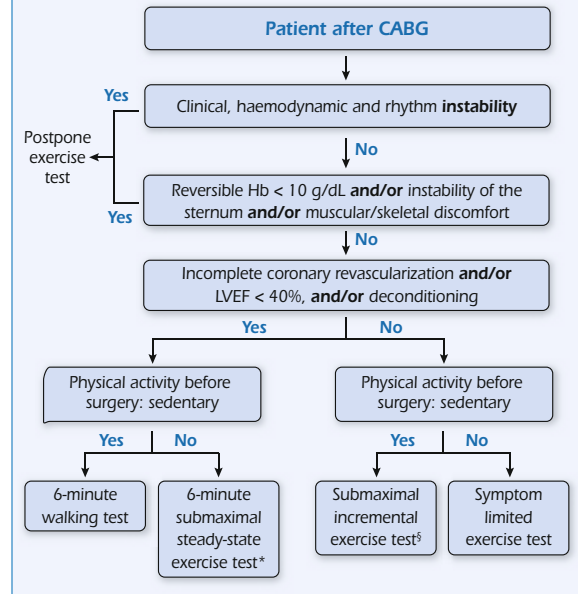 Patient after CABG
Yes
Clinical, haemodynamic and rhythm instability
Postpone
exercise
test
No
Yes
Reversible Hb < 10 g/dL and/or instability of the
sternum and/or muscular/skeletal discomfort
No
Incomplete coronary revascularization and/or
LVEF < 40%, and/or deconditioning
Yes
No
Physical activity before
surgery: sedentary
Physical activity before
surgery: sedentary
Yes
No
Yes
No
6-minute
walking test
6-minute
submaximal
steady-state
exercise test*
Submaximal
incremental
exercise test§
Symptom
limited
exercise test